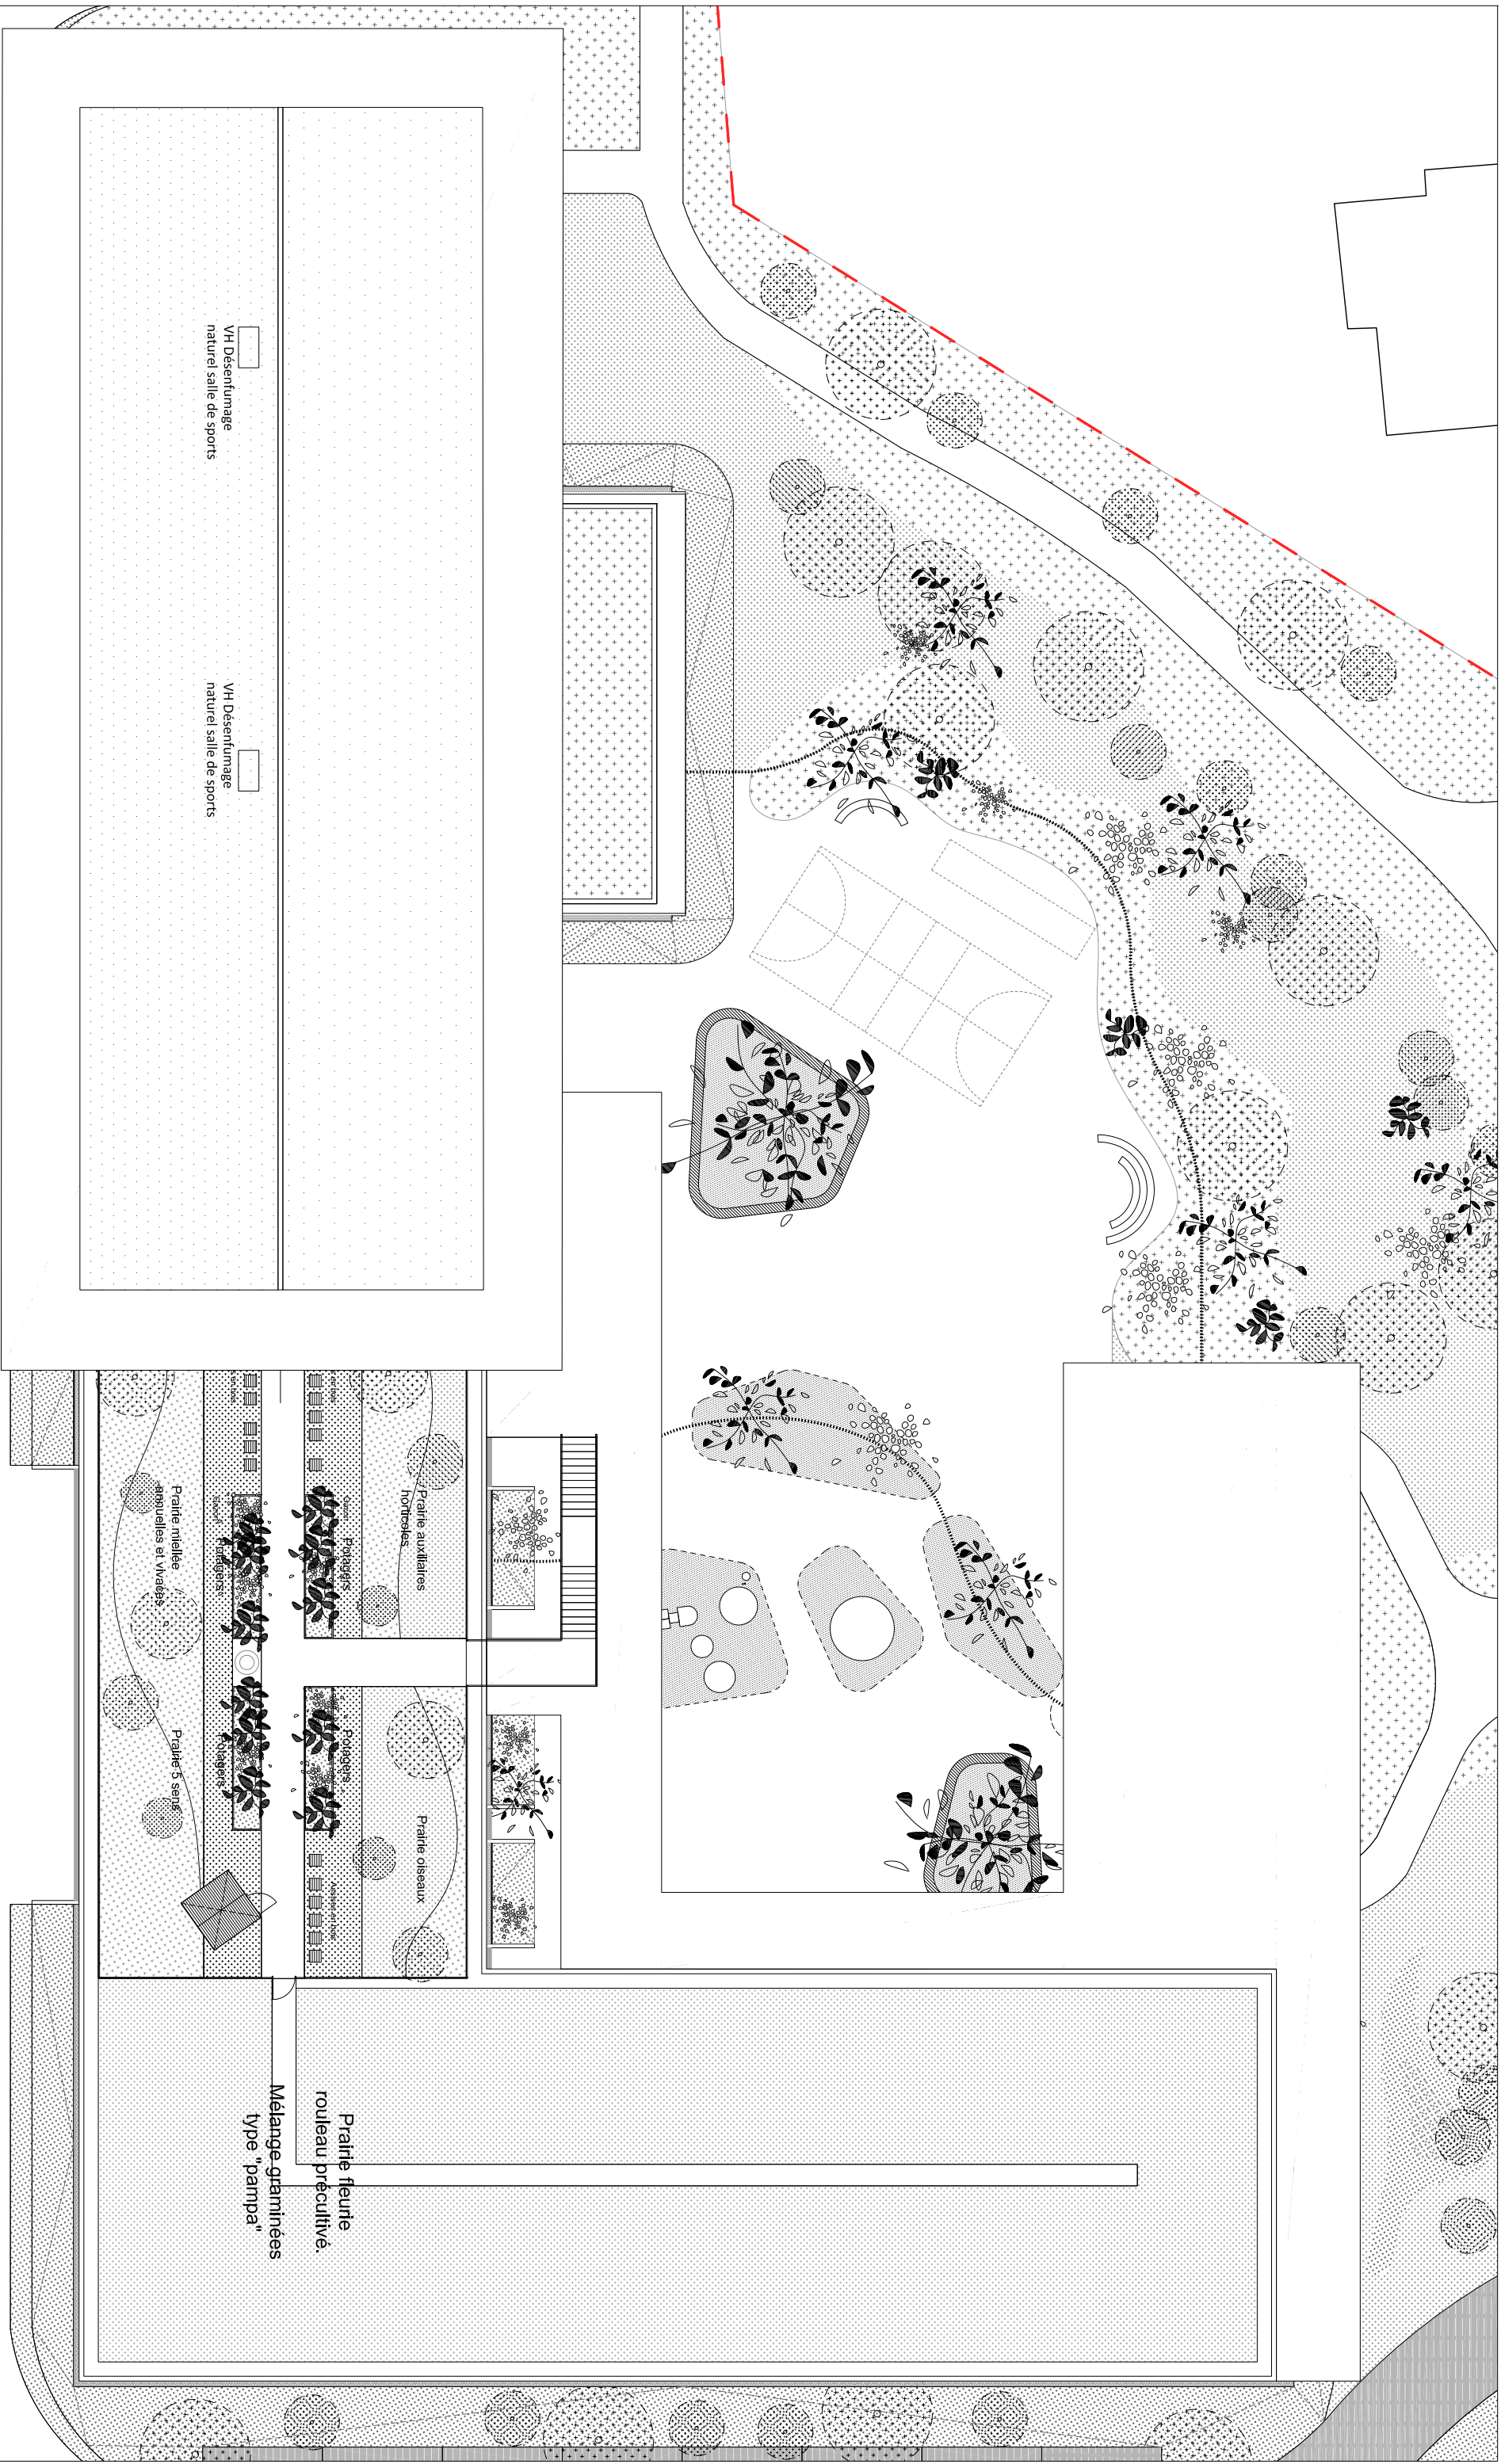 VH Désenfumage
naturel salle de sports
VH Désenfumage
naturel salle de sports
Prairie auxiliaires
horticoles
Potagers
Potagers
Prairie miellée
annuelles et vivaces
Prairie oiseaux
Potagers
Potagers
Prairie 5 sens
Prairie fleurie
rouleau précultivé.
Mélange graminées
type "pampa"